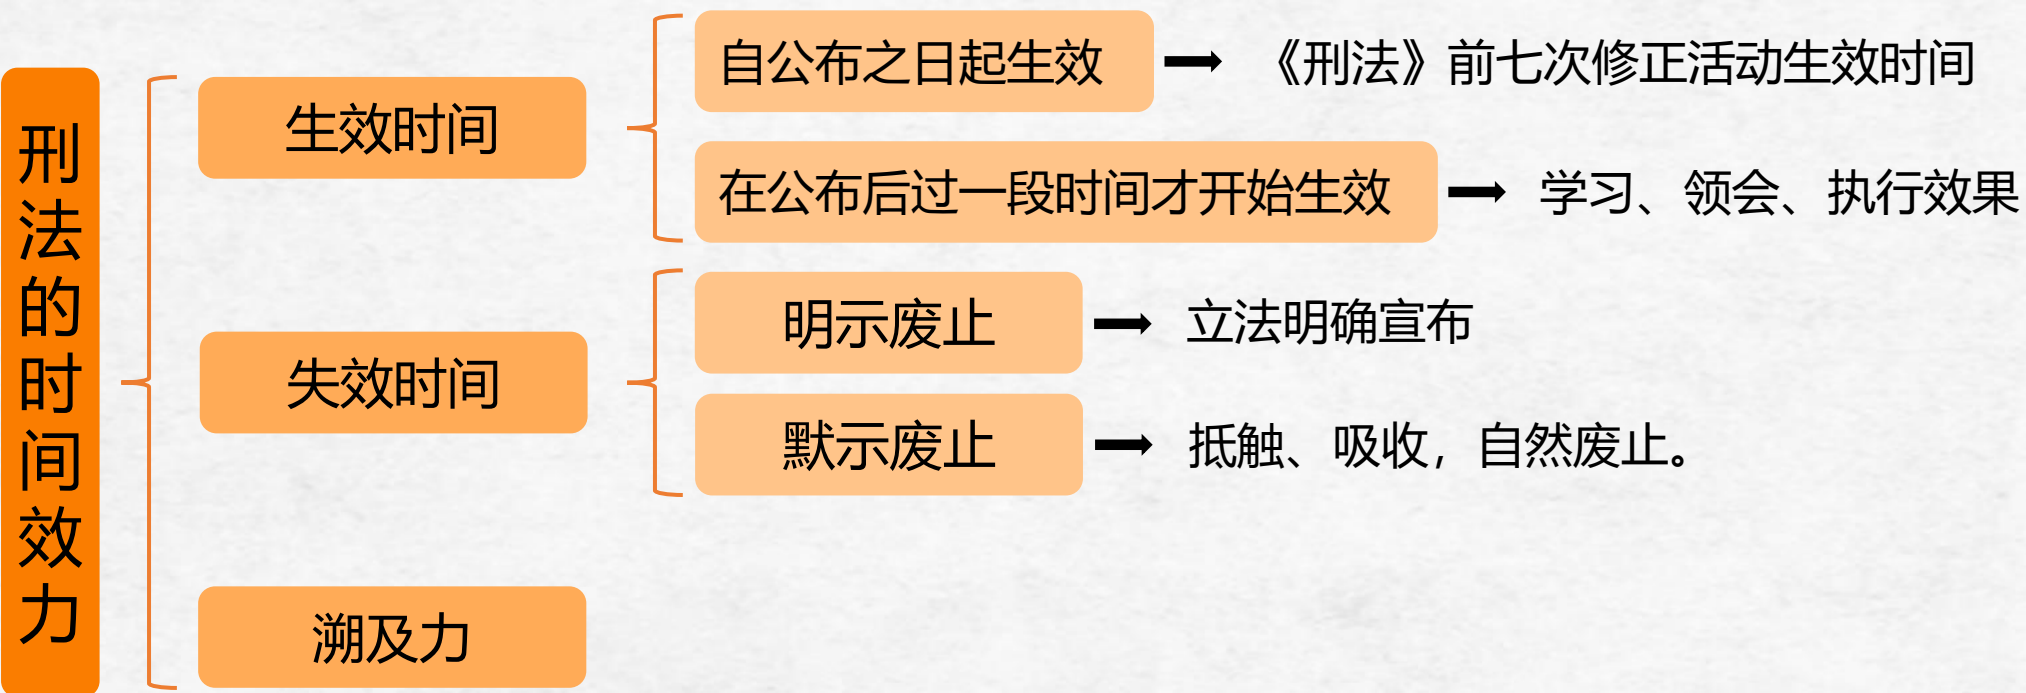 刑法的时间效力
生效时间
自公布之日起生效
《刑法》前七次修正活动生效时间
在公布后过一段时间才开始生效
学习、领会、执行效果
失效时间
明示废止
立法明确宣布
默示废止
抵触、吸收，自然废止。
溯及力